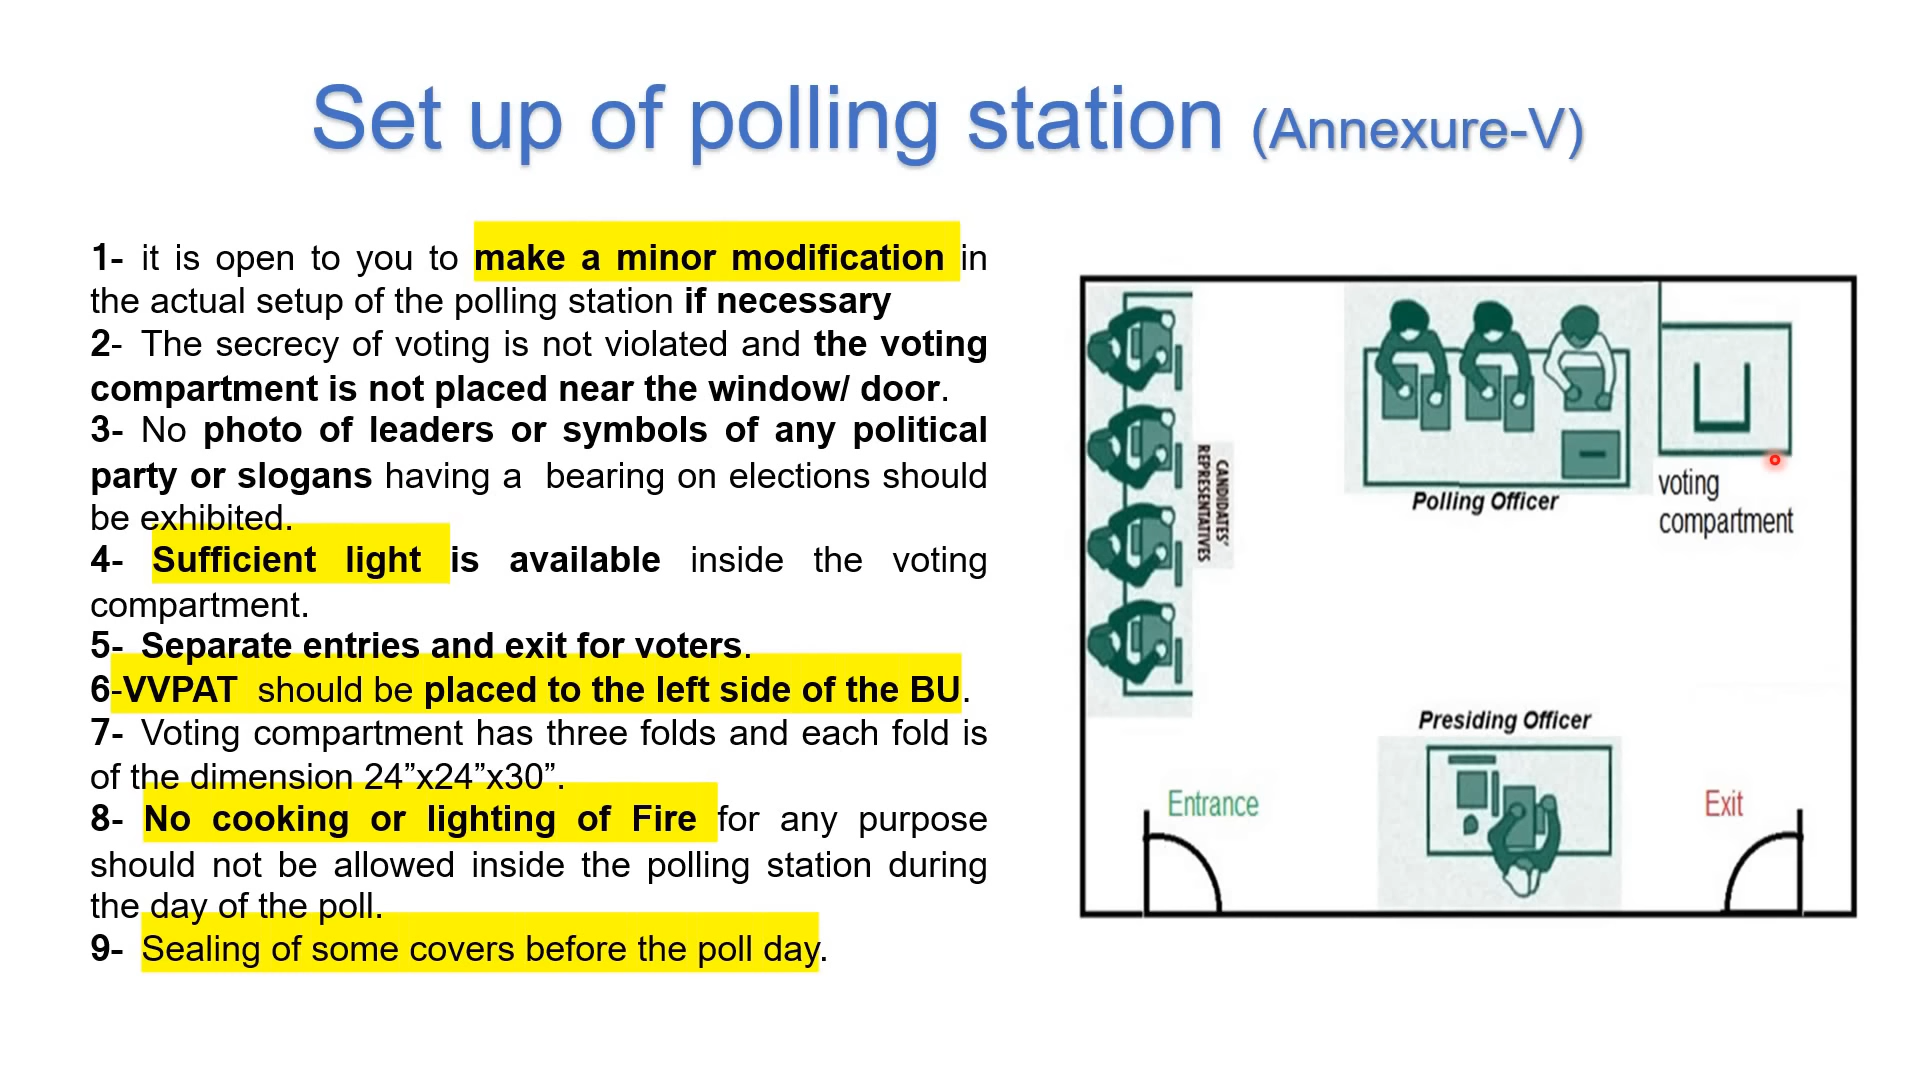 Set up of polling station (Annexure-V)
1- it is open to you to make a minor modification in
the actual setup of the polling station if necessary
2- The secrecy of voting is not violated and the voting
compartment is not placed near the window/ door.
3- No photo of leaders or symbols of any political
party or slogans having a bearing on elections should
be exhibited.
4- Sufficient light is available inside the voting
compartment.
5- Separate entries and exit for voters.
6-VVPAT should be placed to the left side of the BU.
7- Voting compartment has three folds and each fold is
of the dimension 24”x24”x30”.
8- No cooking or lighting of Fire for any purpose
should not be allowed inside the polling station during
the day of the poll.
9- Sealing of some covers before the poll day.
CANDIDATES'
REPRESENTATIVES
Polling Officer
voting
compartment
Presiding Officer
Entrance
Exit